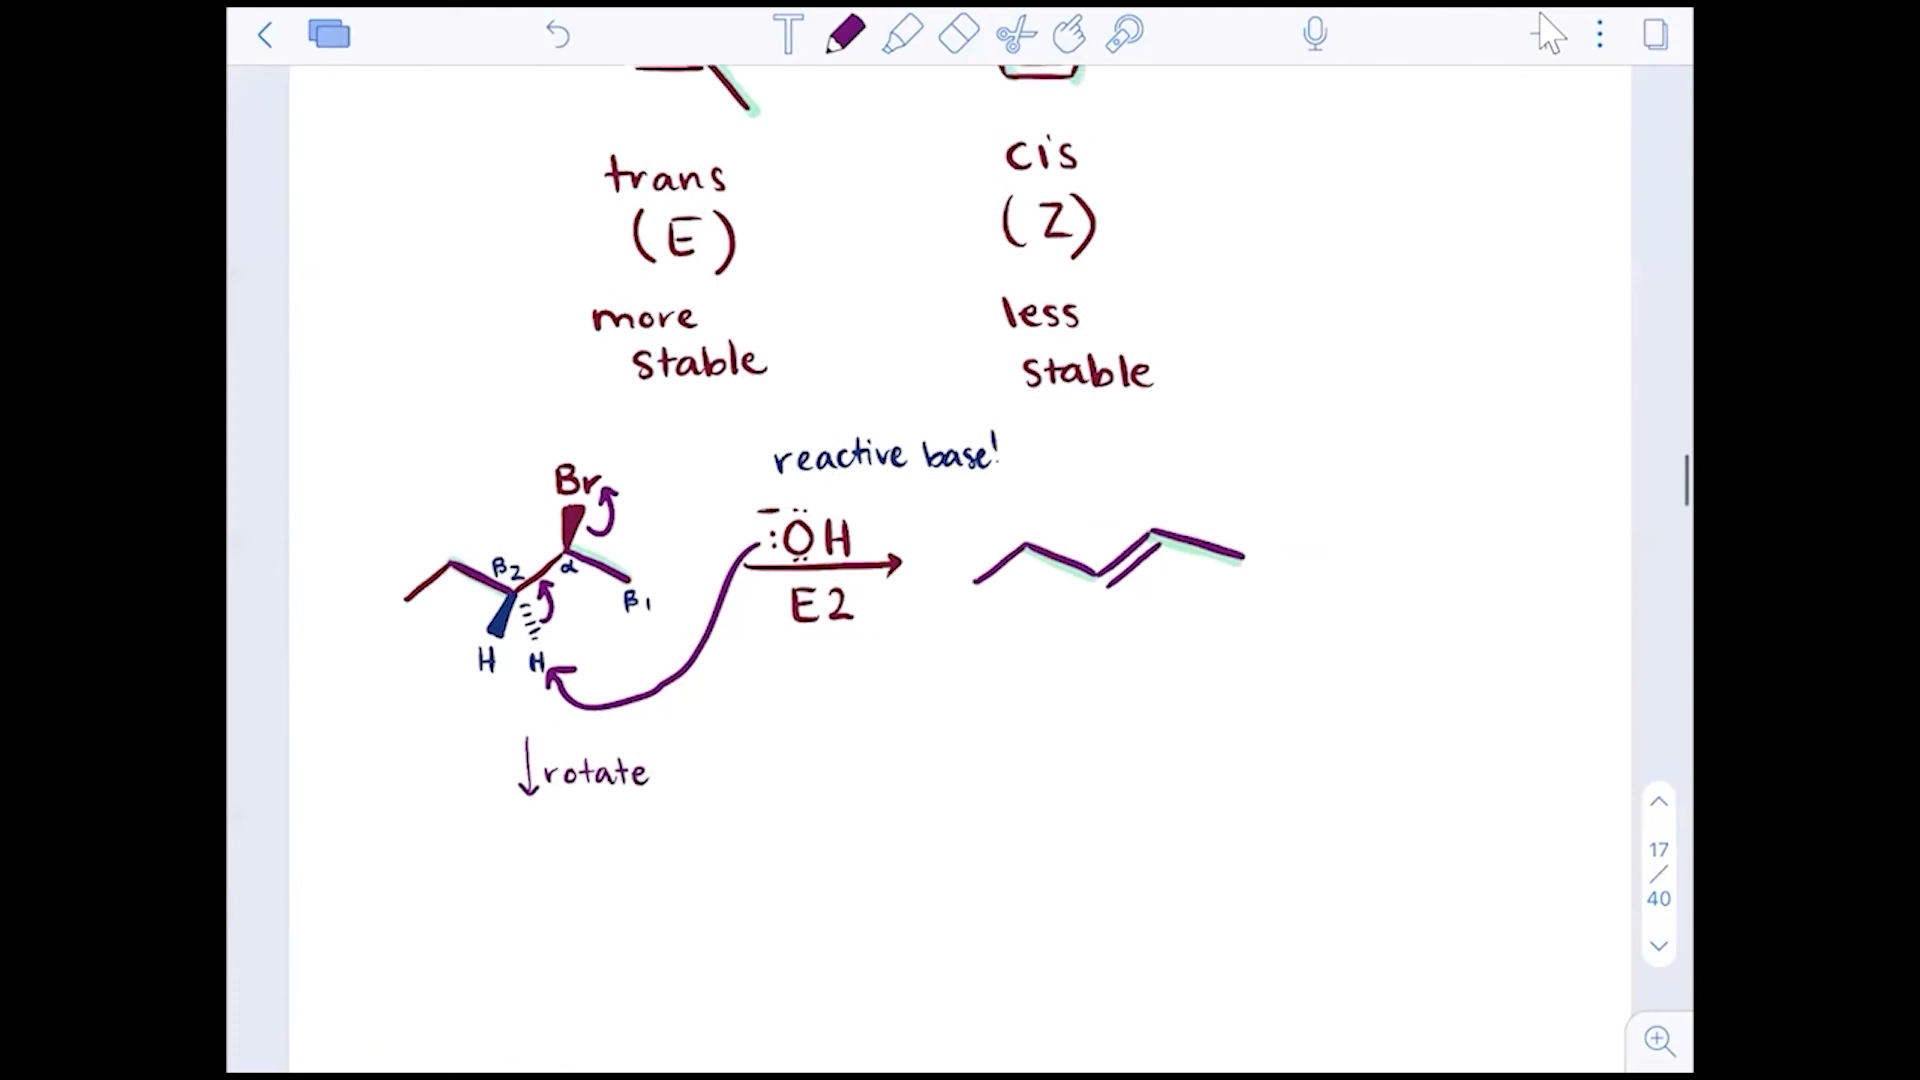 trans
(E)
more
stable
cis
(Z)
less
stable
reactive base!
Br
β2
α
β1
H
H
:ÖH
E2
rotate
17
/
40